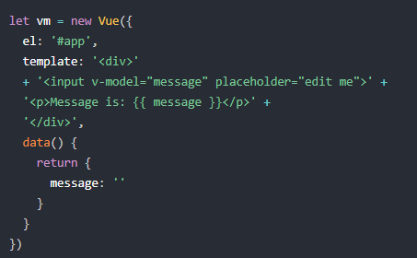 let vm = new Vue({
  el: '#app',
  template: '<div>'
  + '<input v-model="message" placeholder="edit me">' +
  '<p>Message is: {{ message }}</p>' +
  '</div>',
  data() {
    return {
      message: ''
    }
  }
})